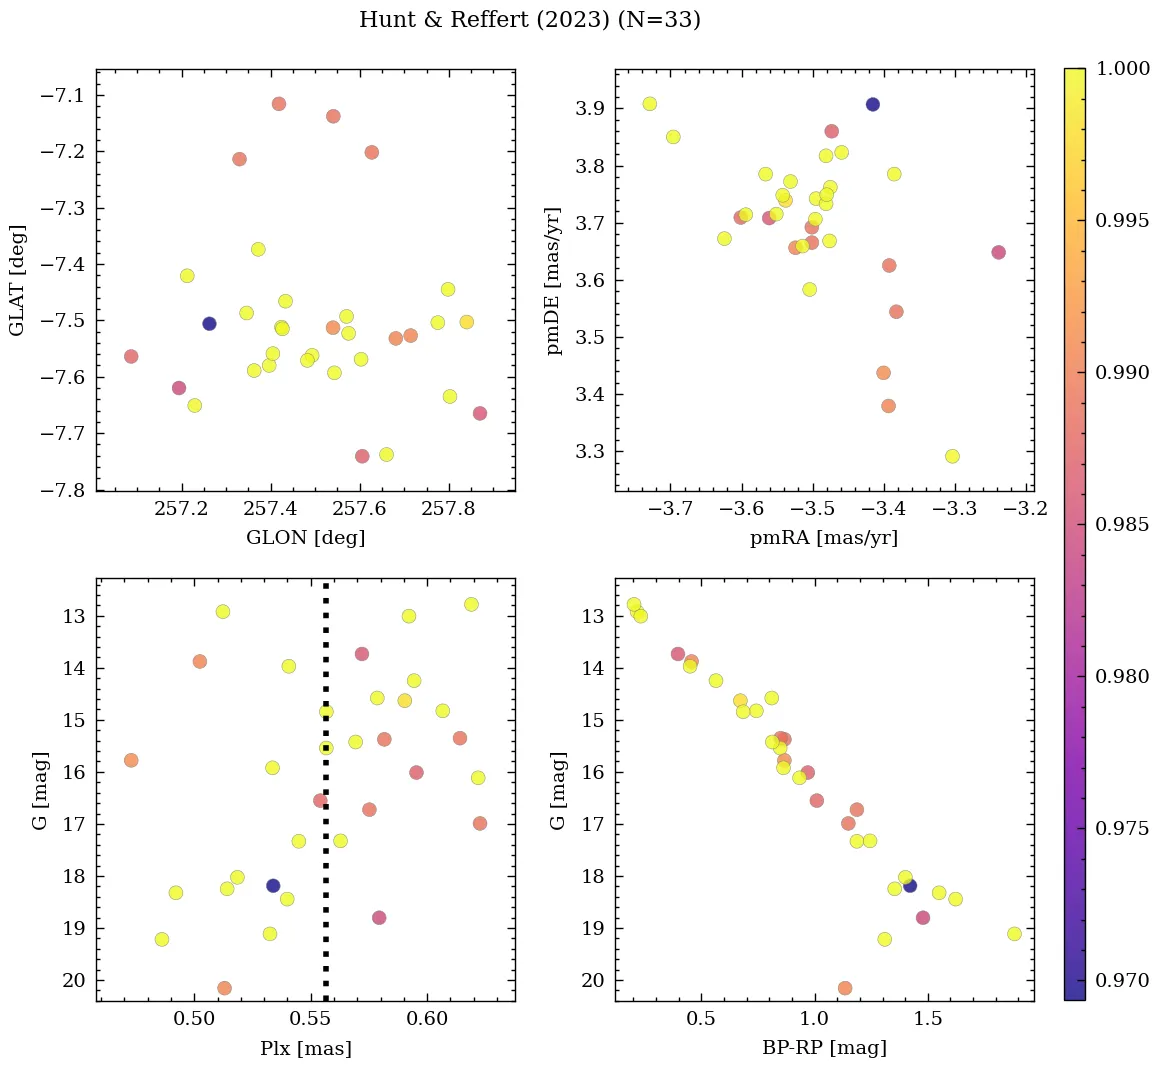 Hunt & Reffert (2023) (N=33)
−7.1
−7.2
−7.3
−7.4
−7.5
−7.6
−7.7
−7.8
GLAT [deg]
257.2 257.4 257.6 257.8
GLON [deg]
3.9
3.8
3.7
3.6
3.5
3.4
3.3
pmDE [mas/yr]
−3.7 −3.6 −3.5 −3.4 −3.3 −3.2
pmRA [mas/yr]
13
14
15
16
17
18
19
20
G [mag]
0.50 0.55 0.60
Plx [mas]
13
14
15
16
17
18
19
20
G [mag]
0.5 1.0 1.5
BP-RP [mag]
1.000
0.995
0.990
0.985
0.980
0.975
0.970